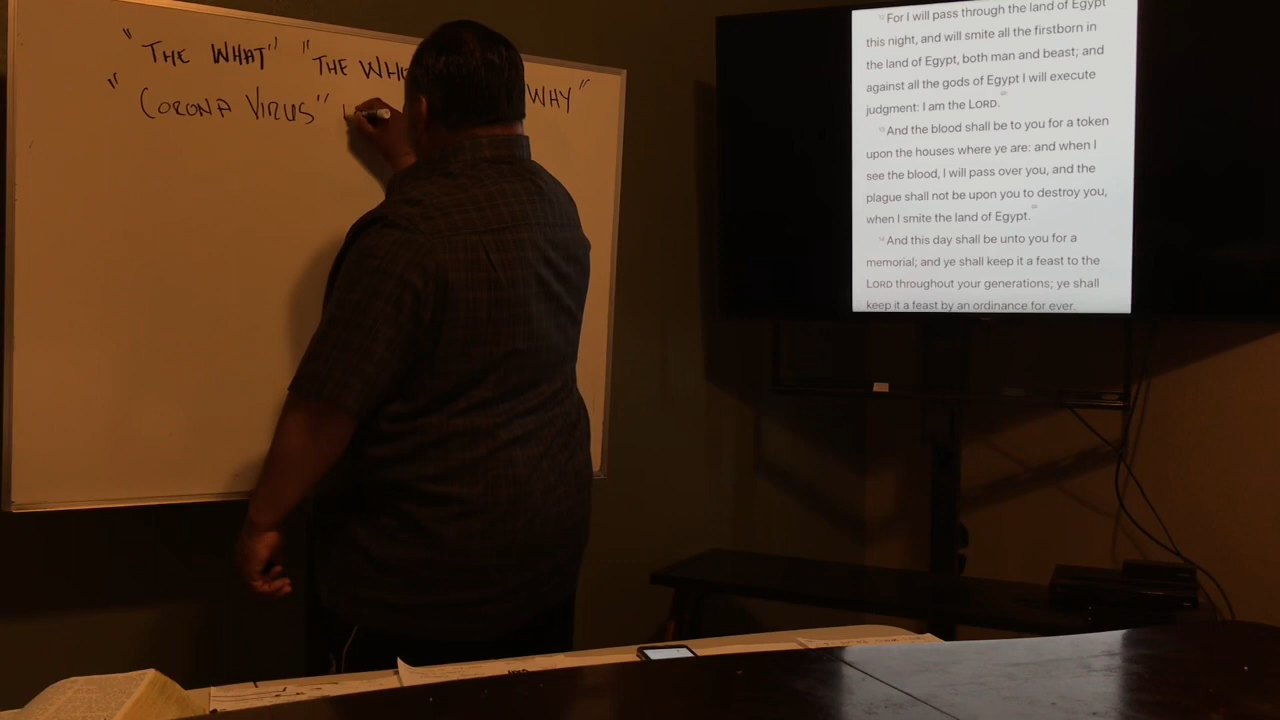 "THE WHAT" "THE WH WHY"
"CORONA VIRUS"
12 For I will pass through the land of Egypt
this night, and will smite all the firstborn in
the land of Egypt, both man and beast; and
against all the gods of Egypt I will execute
judgment: I am the LORD.
13 And the blood shall be to you for a token
upon the houses where ye are: and when I
see the blood, I will pass over you, and the
plague shall not be upon you to destroy you,
when I smite the land of Egypt.
14 And this day shall be unto you for a
memorial; and ye shall keep it a feast to the
LORD throughout your generations; ye shall
keep it a feast by an ordinance for ever.